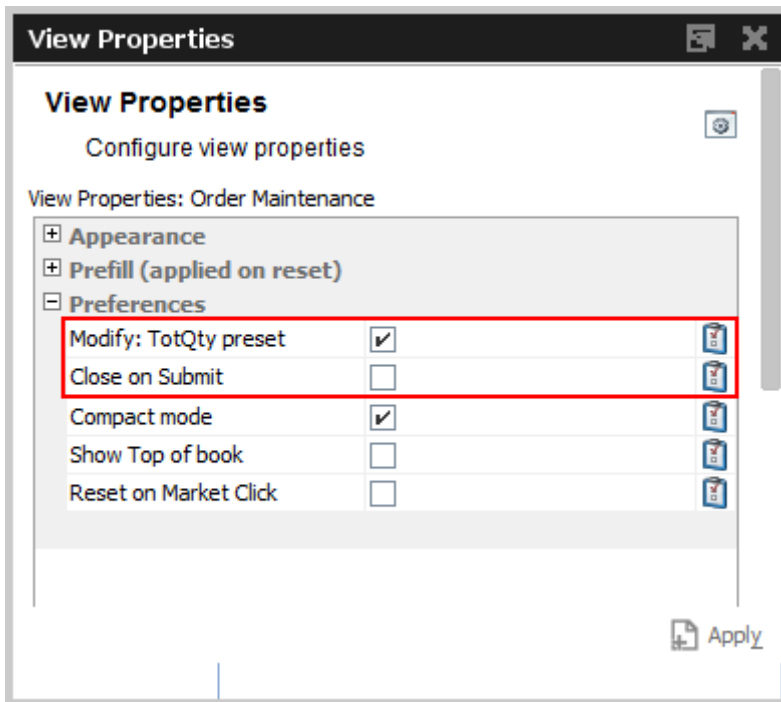 View Properties
View Properties
Configure view properties
View Properties: Order Maintenance
Appearance
Prefill (applied on reset)
Preferences
Modify: TotQty preset
Close on Submit
Compact mode
Show Top of book
Reset on Market Click
Apply